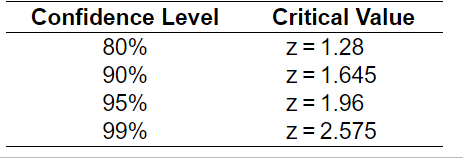 Confidence Level Critical Value
80% z = 1.28
90% z = 1.645
95% z = 1.96
99% z = 2.575